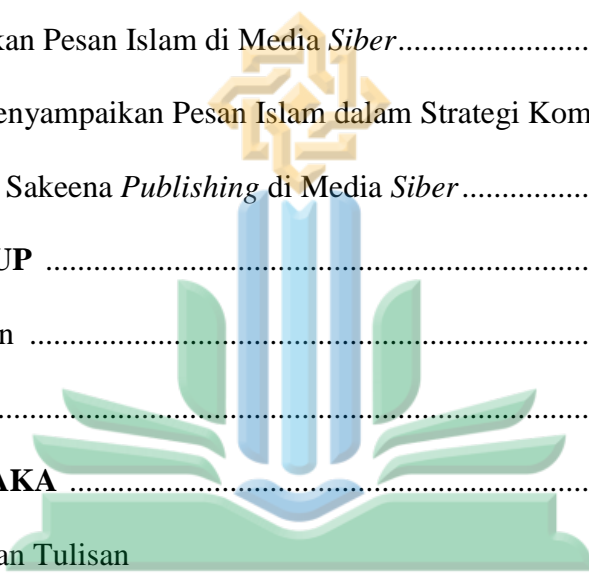 kan Pesan Islam di Media Siber
enyampaikan Pesan Islam dalam Strategi Kom
Sakeena Publishing di Media Siber
UP
n
AKA
an Tulisan